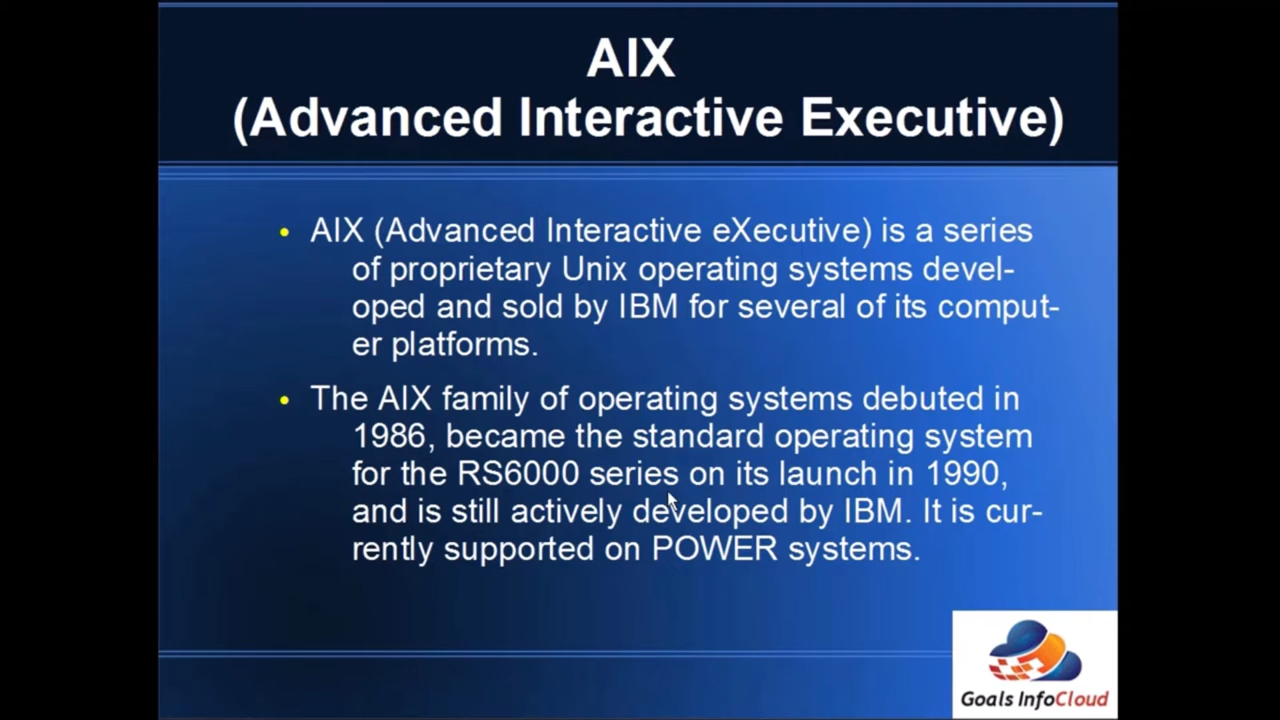 AIX
(Advanced Interactive Executive)
• AIX (Advanced Interactive eXecutive) is a series
of proprietary Unix operating systems devel-
oped and sold by IBM for several of its comput-
er platforms.
• The AIX family of operating systems debuted in
1986, became the standard operating system
for the RS6000 series on its launch in 1990,
and is still actively developed by IBM. It is cur-
rently supported on POWER systems.
Goals InfoCloud